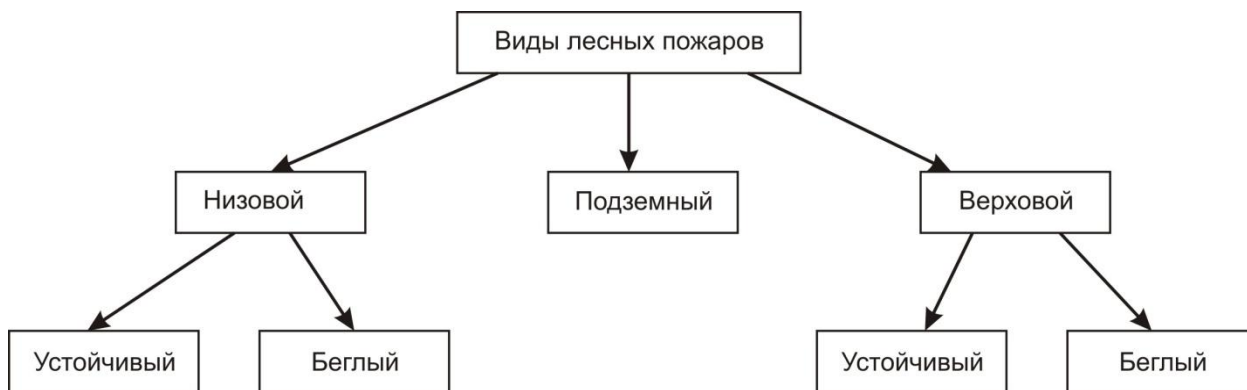 Виды лесных пожаров
Низовой
Подземный
Верховой
Устойчивый
Беглый
Устойчивый
Беглый